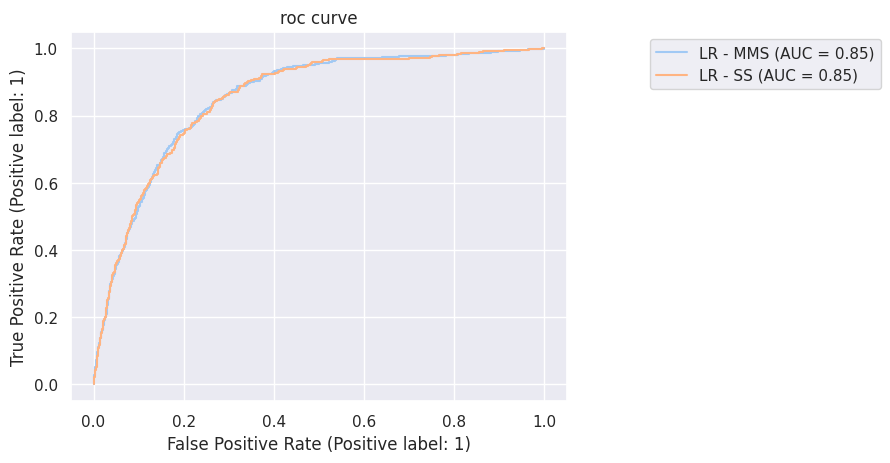 roc curve
LR - MMS (AUC = 0.85)
LR - SS (AUC = 0.85)
True Positive Rate (Positive label: 1)
1.0
0.8
0.6
0.4
0.2
0.0
0.0 0.2 0.4 0.6 0.8 1.0
False Positive Rate (Positive label: 1)